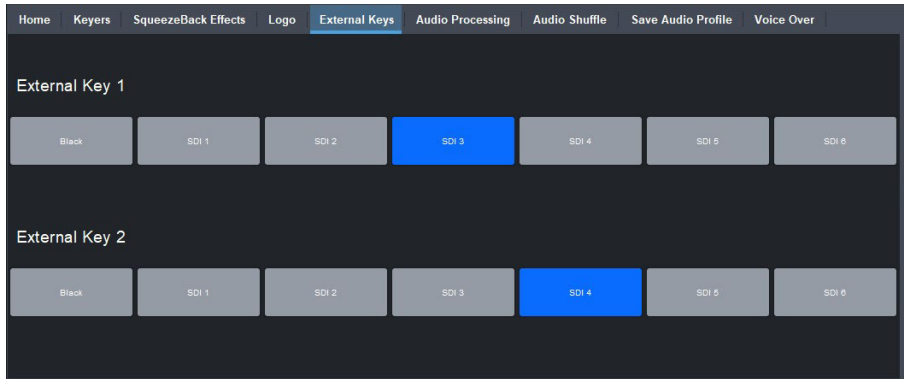 Home Keyers SqueezeBack Effects Logo External Keys Audio Processing Audio Shuffle Save Audio Profile Voice Over
External Key 1
Black SDI 1 SDI 2 SDI 3 SDI 4 SDI 5 SDI 6
External Key 2
Black SDI 1 SDI 2 SDI 3 SDI 4 SDI 5 SDI 6